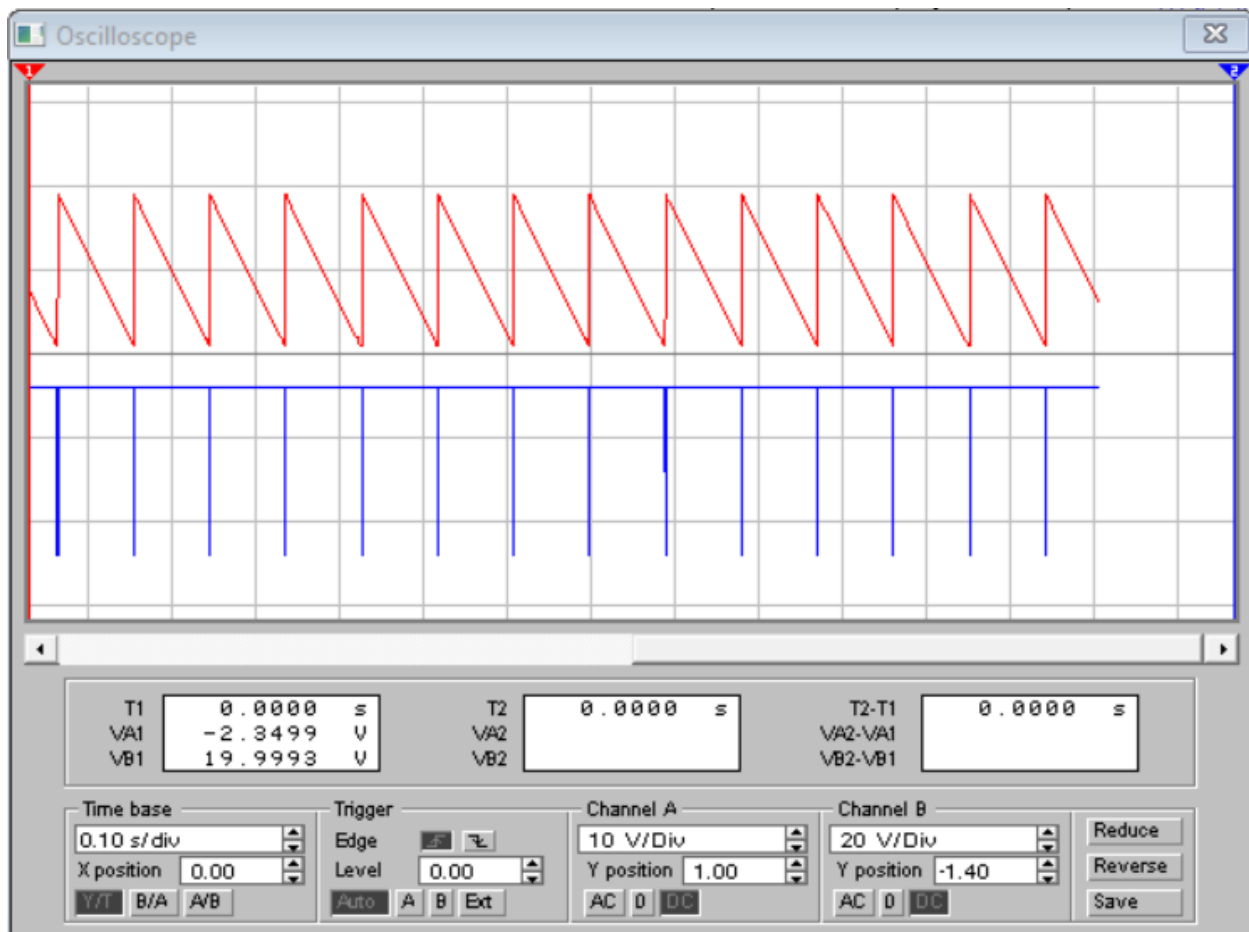 Oscilloscope
1 2
T1 0.0000 s T2 0.0000 s T2-T1 0.0000 s
VA1 -2.3499 V VA2 VA2-VA1
VB1 19.9993 V VB2 VB2-VB1
Time base Trigger Channel A Channel B
0.10 s/div Edge 10 V/Div 20 V/Div Reduce
X position 0.00 Level 0.00 Y position 1.00 Y position -1.40 Reverse
Y/T B/A A/B Auto A B Ext AC 0 DC AC 0 DC Save